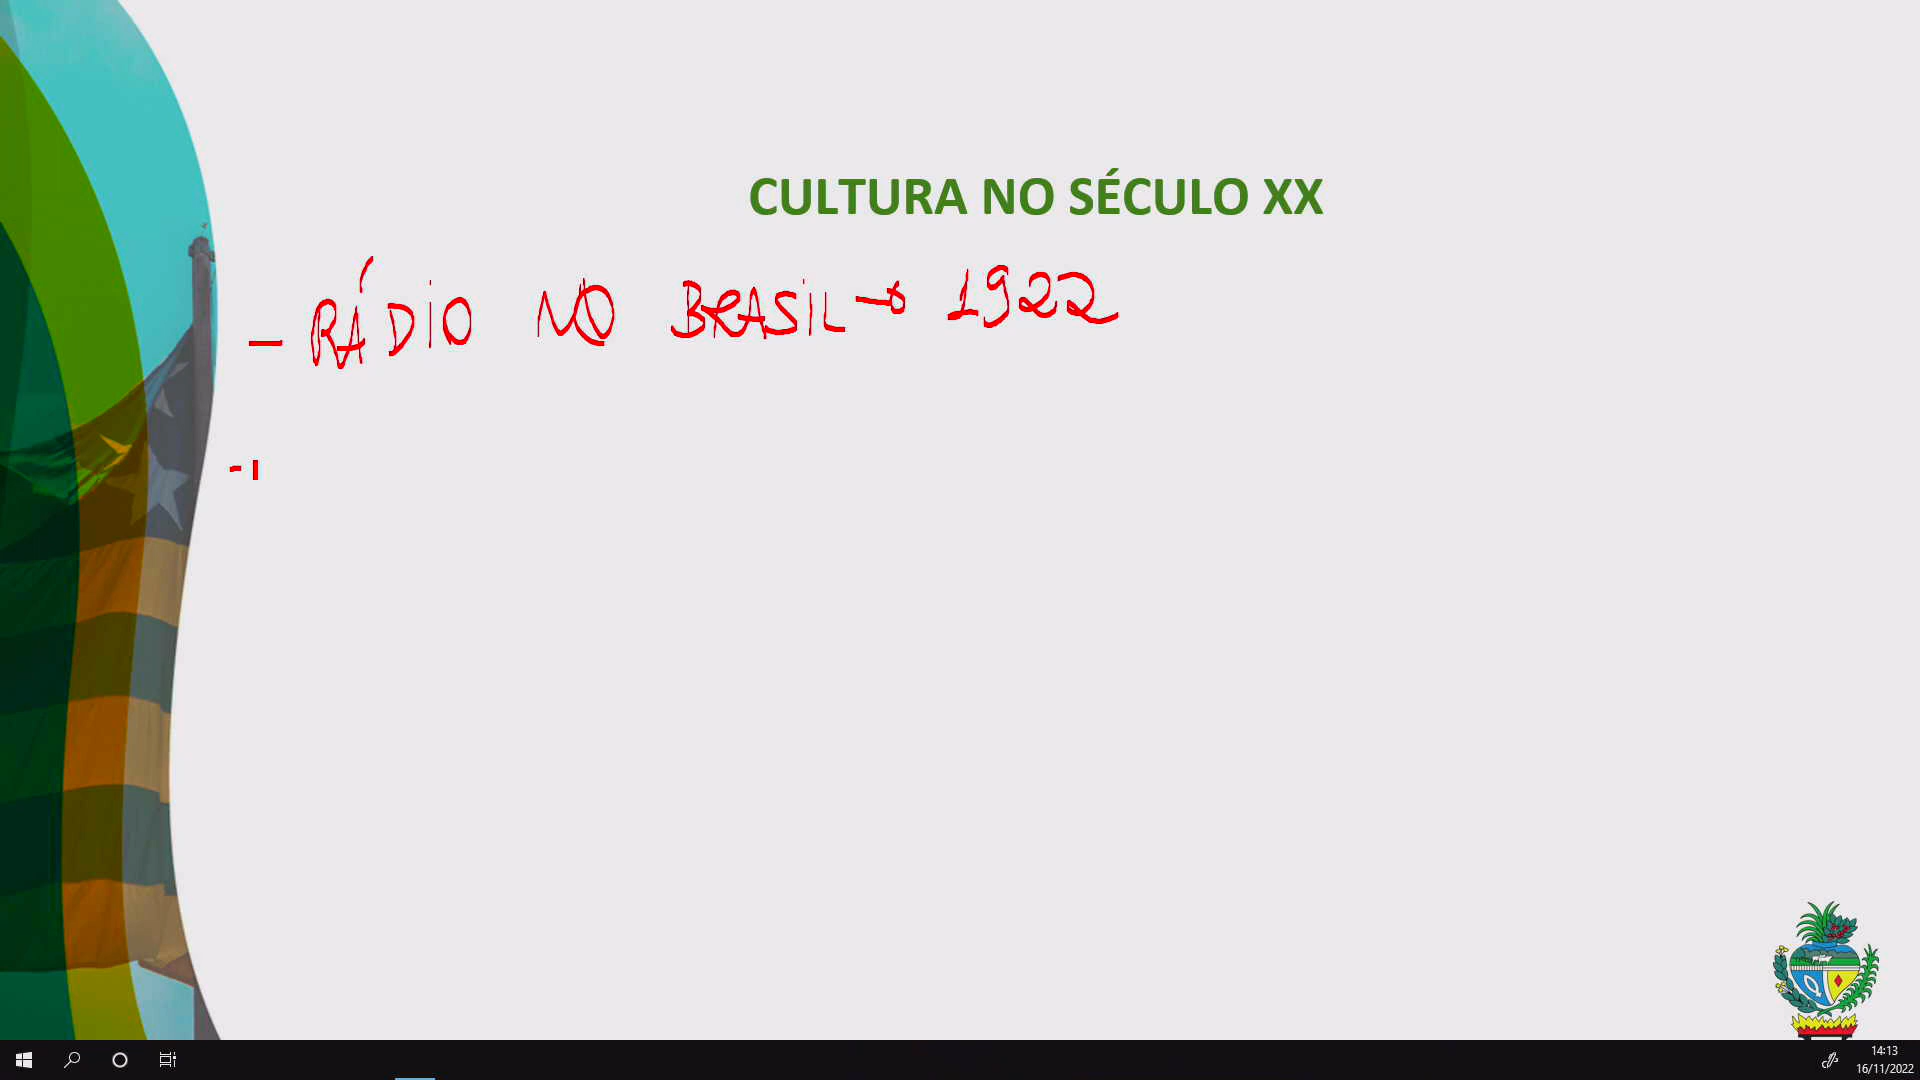 CULTURA NO SÉCULO XX
- RÁDIO NO BRASIL → 1922
-
14:13
16/11/2022